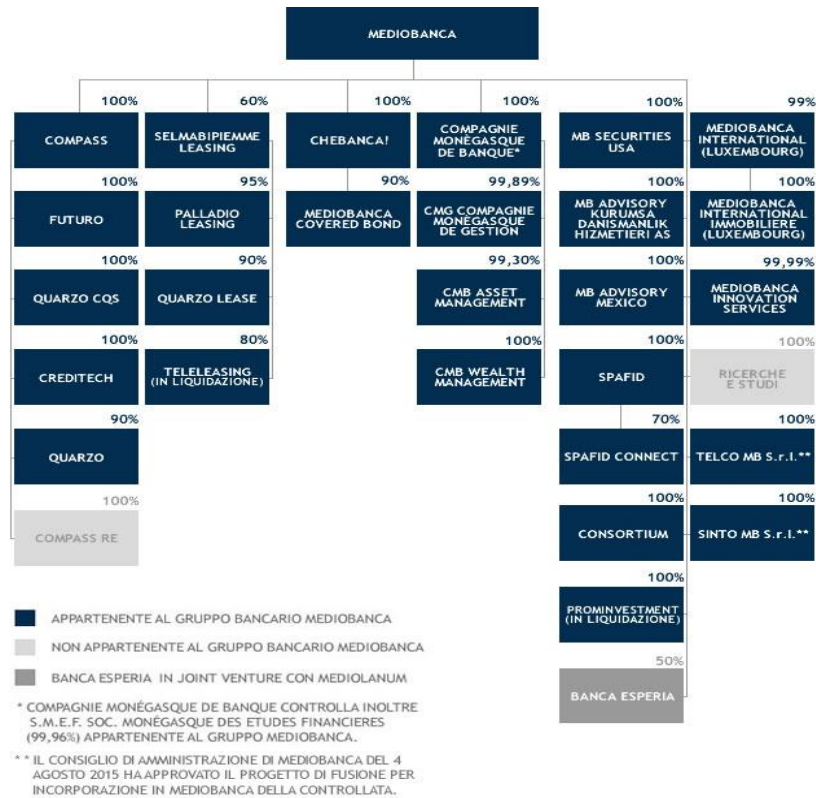 MEDIOBANCA
100%
COMPASS
100%
FUTURO
100%
QUARZO CQS
100%
CREDITECH
90%
QUARZO
100%
COMPASS RE
60%
SELMABIPIEMME
LEASING
95%
PALLADIO
LEASING
90%
QUARZO LEASE
80%
TELELEASING
(IN LIQUIDAZIONE)
100%
CHEBANCA!
90%
MEDIOBANCA
COVERED BOND
100%
COMPAGNIE
MONÉGASQUE
DE BANQUE*
99,89%
CMG COMPAGNIE
MONÉGASQUE
DE GESTIÓN
99,30%
CMB ASSET
MANAGEMENT
100%
CMB WEALTH
MANAGEMENT
100%
MB SECURITIES
USA
100%
MB ADVISORY
KURUMSA
DANISMANLIK
HIZMETIERI AS
100%
MB ADVISORY
MEXICO
100%
SPAFID
70%
SPAFID CONNECT
100%
CONSORTIUM
100%
PROMINVESTMENT
(IN LIQUIDAZIONE)
50%
BANCA ESPERIA
99%
MEDIOBANCA
INTERNATIONAL
(LUXEMBOURG)
100%
MEDIOBANCA
INTERNATIONAL
IMMOBILIERE
(LUXEMBOURG)
99,99%
MEDIOBANCA
INNOVATION
SERVICES
100%
RICERCHE
E STUDI
100%
TELCO MB S.r.l.**
100%
SINTO MB S.r.l.**
APPARTENENTE AL GRUPPO BANCARIO MEDIOBANCA
NON APPARTENENTE AL GRUPPO BANCARIO MEDIOBANCA
BANCA ESPERIA IN JOINT VENTURE CON MEDIOLANUM
* COMPAGNIE MONÉGASQUE DE BANQUE CONTROLLA INOLTRE
S.M.E.F. SOC. MONÉGASQUE DES ETUDES FINANCIERES
(99,96%) APPARTENENTE AL GRUPPO MEDIOBANCA.
** IL CONSIGLIO DI AMMINISTRAZIONE DI MEDIOBANCA DEL 4
AGOSTO 2015 HA APPROVATO IL PROGETTO DI FUSIONE PER
INCORPORAZIONE IN MEDIOBANCA DELLA CONTROLLATA.